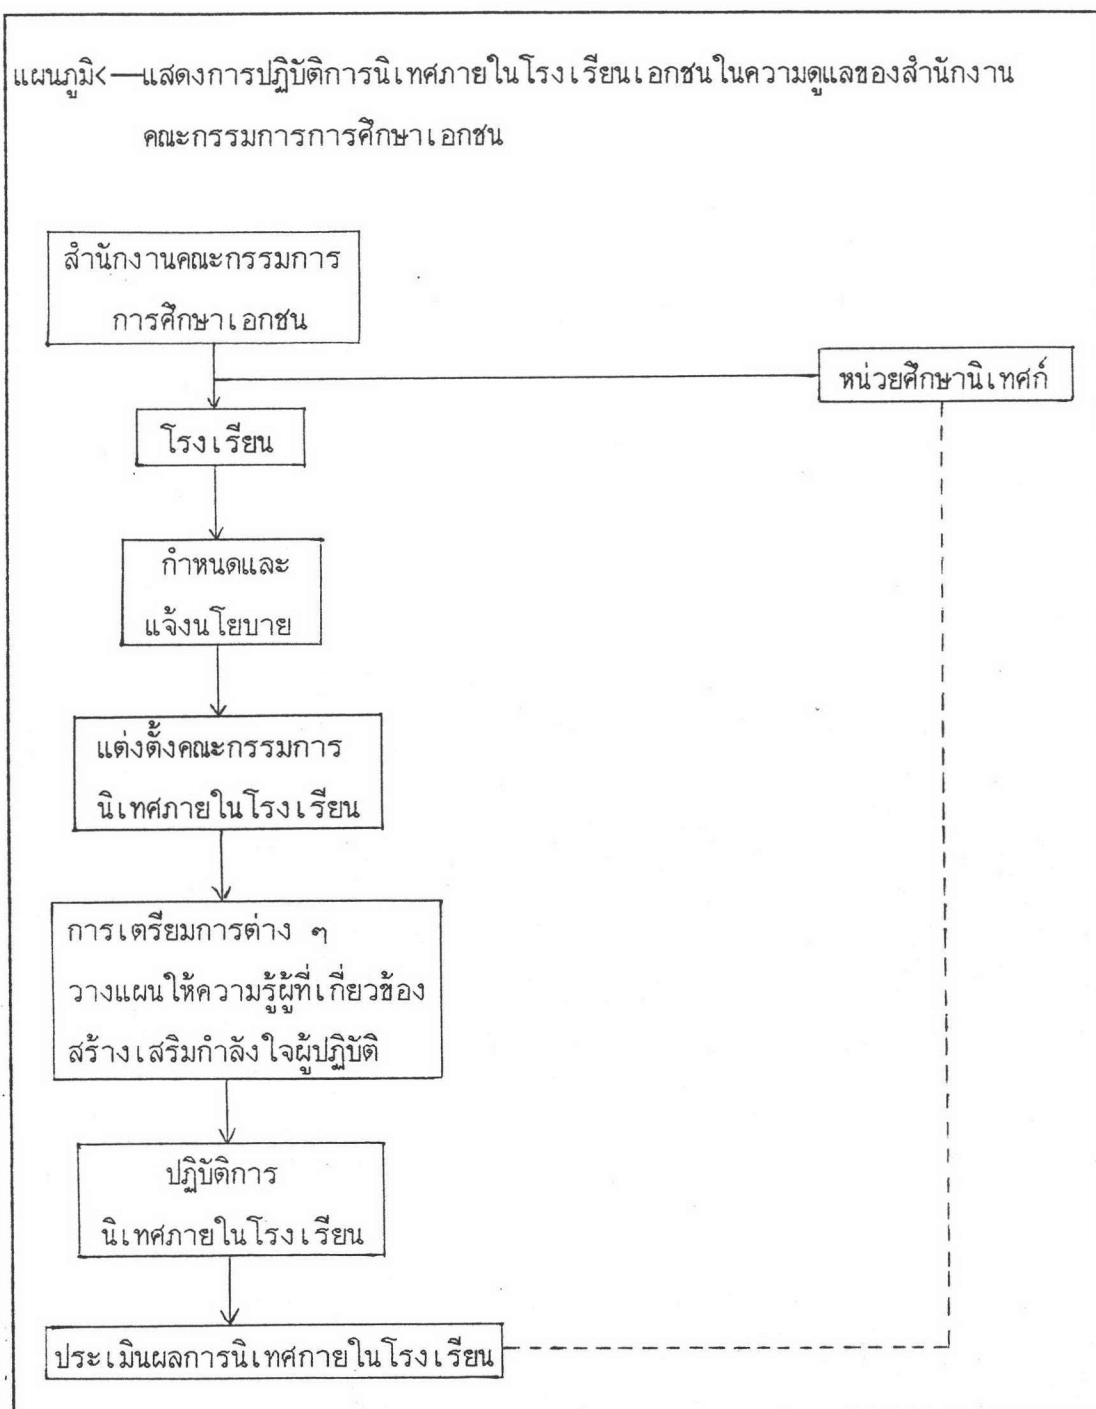 แผนภูมิ<—แสดงการปฏิบัติการนิเทศภายในโรงเรียนเอกชนในความดูแลของสำนักงาน
คณะกรรมการการศึกษาเอกชน
สำนักงานคณะกรรมการ
การศึกษาเอกชน
หน่วยศึกษานิเทศก์
โรงเรียน
กำหนดและ
แจ้งนโยบาย
แต่งตั้งคณะกรรมการ
นิเทศภายในโรงเรียน
การเตรียมการต่าง ๆ
วางแผนให้ความรู้ผู้ที่เกี่ยวข้อง
สร้างเสริมกำลังใจผู้ปฏิบัติ
ปฏิบัติการ
นิเทศภายในโรงเรียน
ประเมินผลการนิเทศภายในโรงเรียน